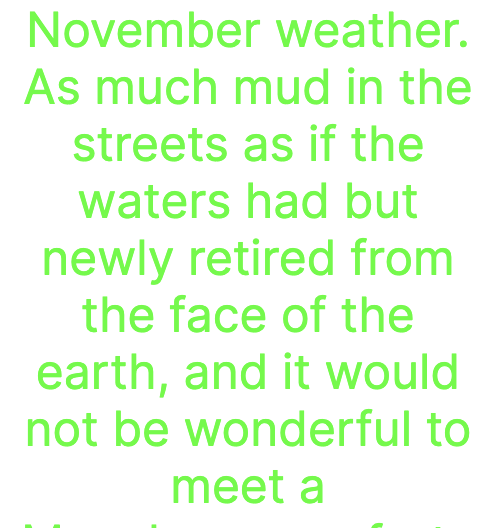 November weather.
As much mud in the
streets as if the
waters had but
newly retired from
the face of the
earth, and it would
not be wonderful to
meet a